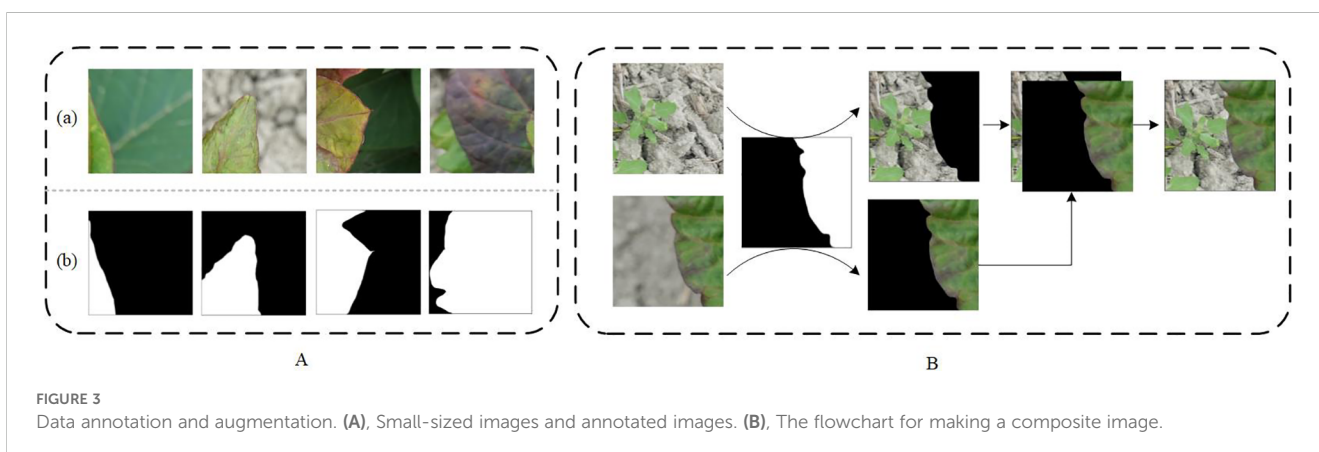 (a)
(b)
A
B
FIGURE 3
Data annotation and augmentation. (A), Small-sized images and annotated images. (B), The flowchart for making a composite image.